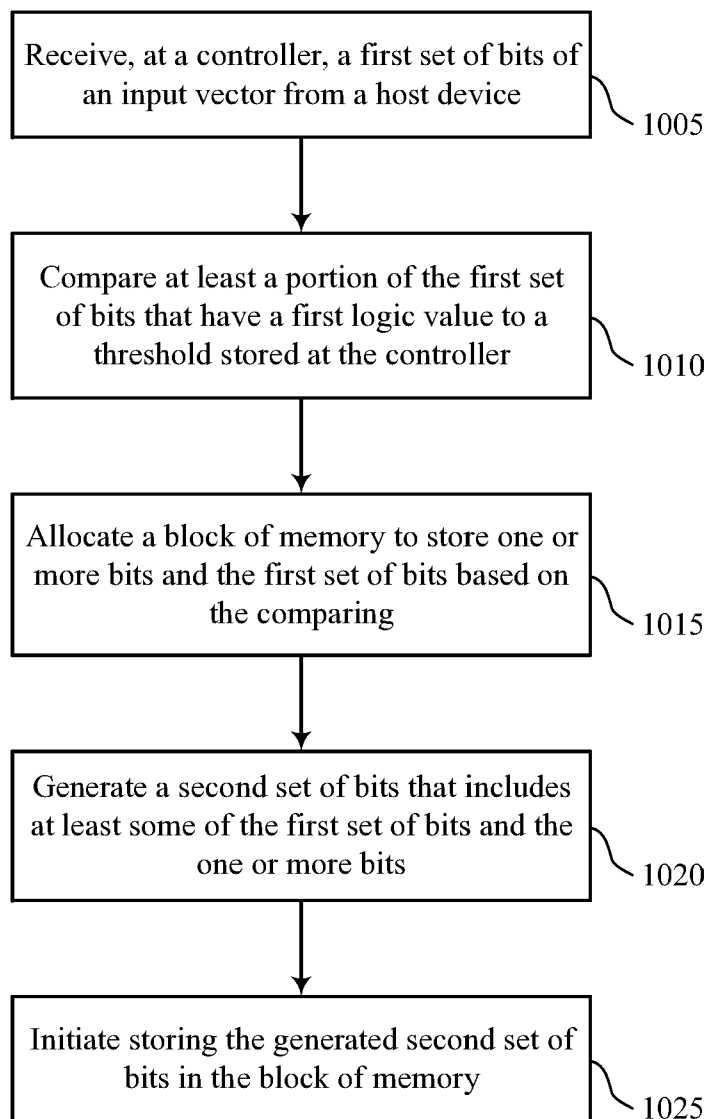 Receive, at a controller, a first set of bits of
an input vector from a host device
1005
Compare at least a portion of the first set
of bits that have a first logic value to a
threshold stored at the controller
1010
Allocate a block of memory to store one or
more bits and the first set of bits based on
the comparing
1015
Generate a second set of bits that includes
at least some of the first set of bits and the
one or more bits
1020
Initiate storing the generated second set of
bits in the block of memory
1025